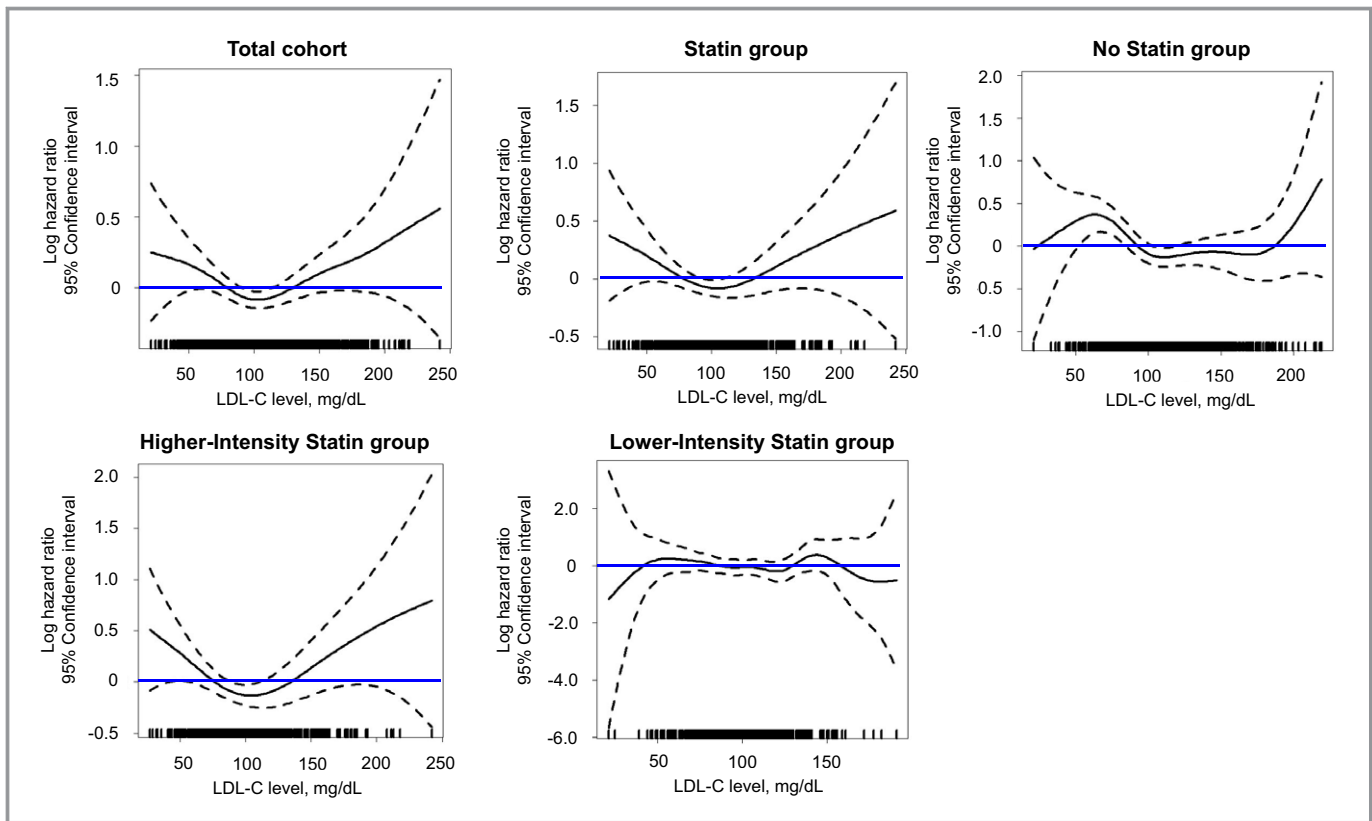 Total cohort
Log hazard ratio
95% Confidence interval
1.5
1.0
0.5
0
50
100
150
200
250
LDL-C level, mg/dL
Statin group
Log hazard ratio
95% Confidence interval
1.5
1.0
0.5
0
-0.5
50
100
150
200
250
LDL-C level, mg/dL
No Statin group
Log hazard ratio
95% Confidence interval
2.0
1.5
1.0
0.5
0
0.5
-1.0
50
100
150
200
LDL-C level, mg/dL
Higher-Intensity Statin group
Log hazard ratio
95% Confidence interval
2.0
1.5
1.0
0.5
0
-0.5
50
100
150
200
250
LDL-C level, mg/dL
Lower-Intensity Statin group
Log hazard ratio
95% Confidence interval
2.0
0
-2.0
-4.0
-6.0
50
100
150
LDL-C level, mg/dL